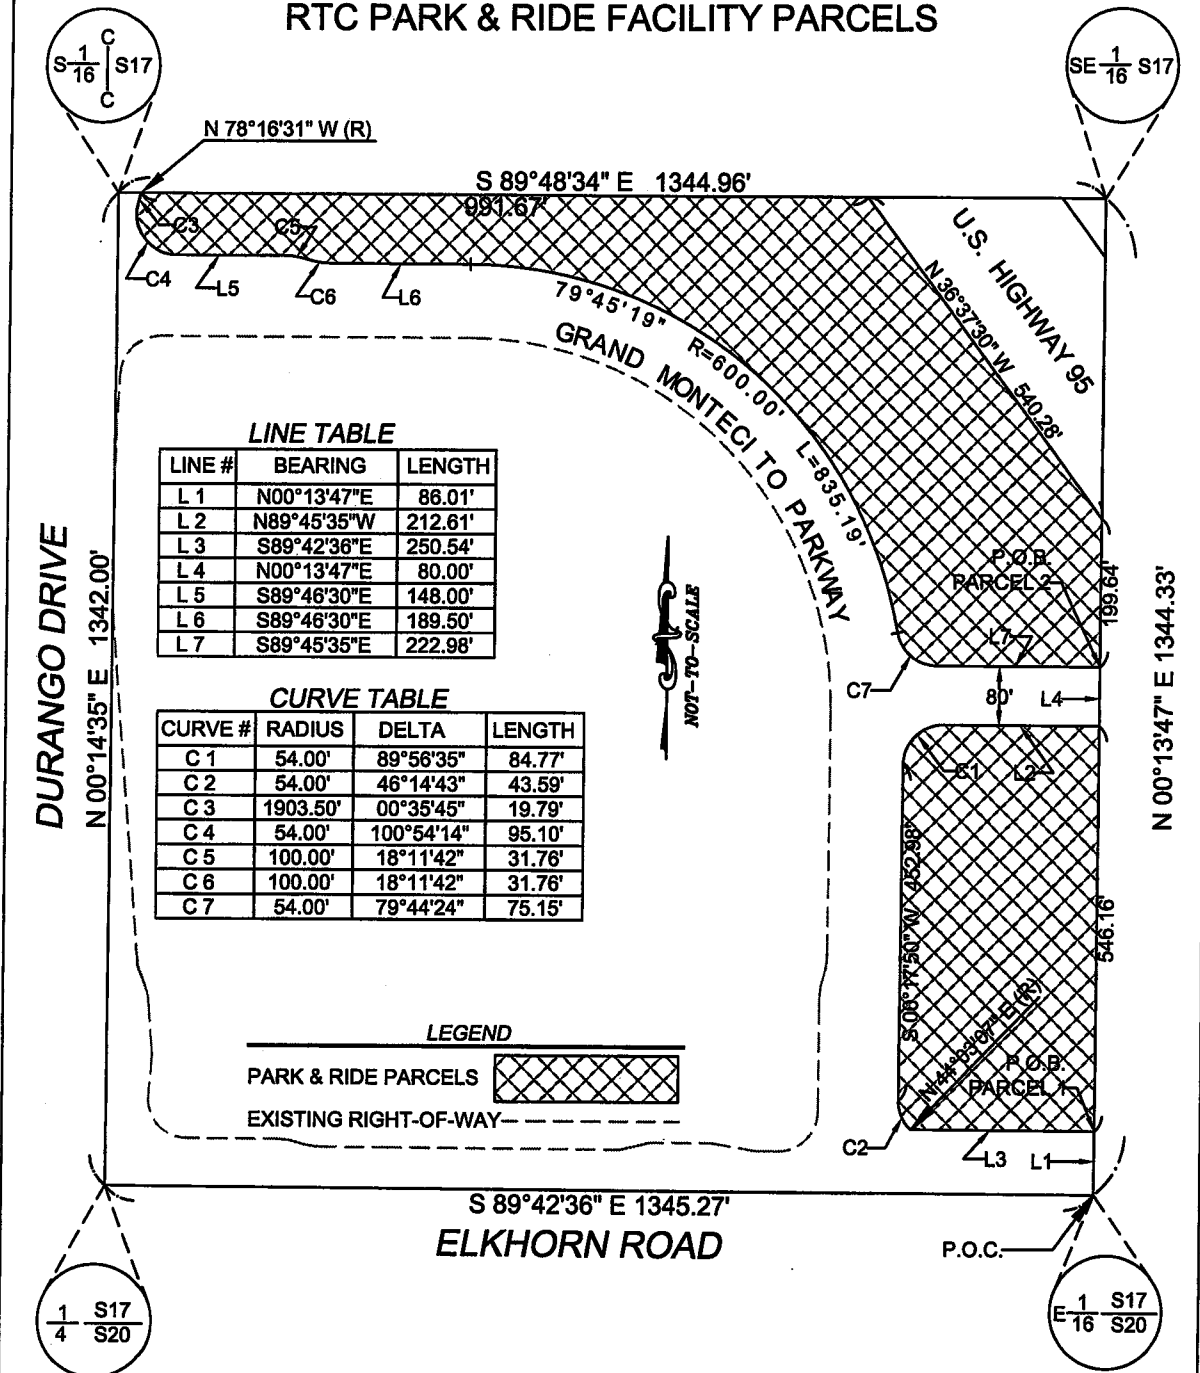 RTC PARK & RIDE FACILITY PARCELS
S 1/16 C C S17
SE 1/16 S17
N 78°16'31" W (R)
S 89°48'34" E 1344.96'
991.67'
C3
C5
C4
L5
C6
L6
U.S. HIGHWAY 95
N 36°37'30" W 540.28'
79°45'19" R=600.00' L=835.19'
GRAND MONTECITO PARKWAY
LINE TABLE
LINE # BEARING LENGTH
L 1 N00°13'47"E 86.01'
L 2 N89°45'35"W 212.61'
L 3 S89°42'36"E 250.54'
L 4 N00°13'47"E 80.00'
L 5 S89°46'30"E 148.00'
L 6 S89°46'30"E 189.50'
L 7 S89°45'35"E 222.98'
DURANGO DRIVE
N 00°14'35" E 1342.00'
NOT-TO-SCALE
P.O.B.
PARCEL 2
199.64'
L7
C7
80'
L4
N 00°13'47" E 1344.33'
CURVE TABLE
CURVE # RADIUS DELTA LENGTH
C 1 54.00' 89°56'35" 84.77'
C 2 54.00' 46°14'43" 43.59'
C 3 1903.50' 00°35'45" 19.79'
C 4 54.00' 100°54'14" 95.10'
C 5 100.00' 18°11'42" 31.76'
C 6 100.00' 18°11'42" 31.76'
C 7 54.00' 79°44'24" 75.15'
C1
L2
S 00°17'50" W 452.98'
546.16'
N 44°03'07" E (R)
P.O.B.
PARCEL 1
LEGEND
PARK & RIDE PARCELS
EXISTING RIGHT-OF-WAY
C2
L3
L1
S 89°42'36" E 1345.27'
ELKHORN ROAD
P.O.C.
1/4 S17/S20
E 1/16 S17/S20